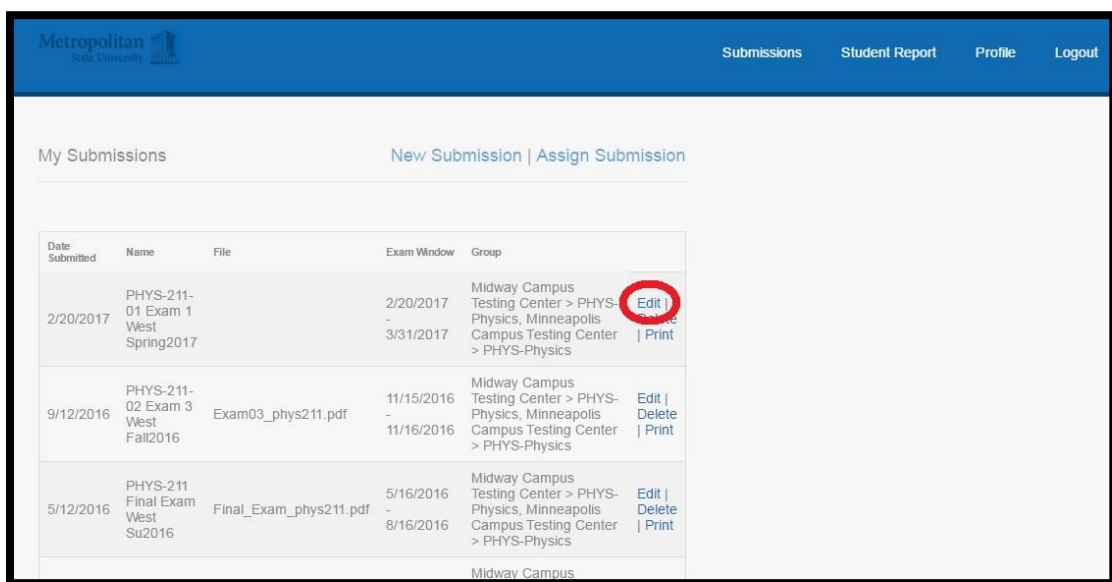 Metropolitan
State University
Submissions Student Report Profile Logout
My Submissions New Submission | Assign Submission
Date
Submitted
Name
File
Exam Window
Group
2/20/2017
PHYS-211-
01 Exam 1
West
Spring2017
2/20/2017
-
3/31/2017
Midway Campus
Testing Center > PHYS-
Physics, Minneapolis
Campus Testing Center
> PHYS-Physics
Edit |
Delete
| Print
9/12/2016
PHYS-211-
02 Exam 3
West
Fall2016
Exam03_phys211.pdf
11/15/2016
-
11/16/2016
Midway Campus
Testing Center > PHYS-
Physics, Minneapolis
Campus Testing Center
> PHYS-Physics
Edit |
Delete
| Print
5/12/2016
PHYS-211
Final Exam
West
Su2016
Final_Exam_phys211.pdf
5/16/2016
-
8/16/2016
Midway Campus
Testing Center > PHYS-
Physics, Minneapolis
Campus Testing Center
> PHYS-Physics
Edit |
Delete
| Print
Midway Campus